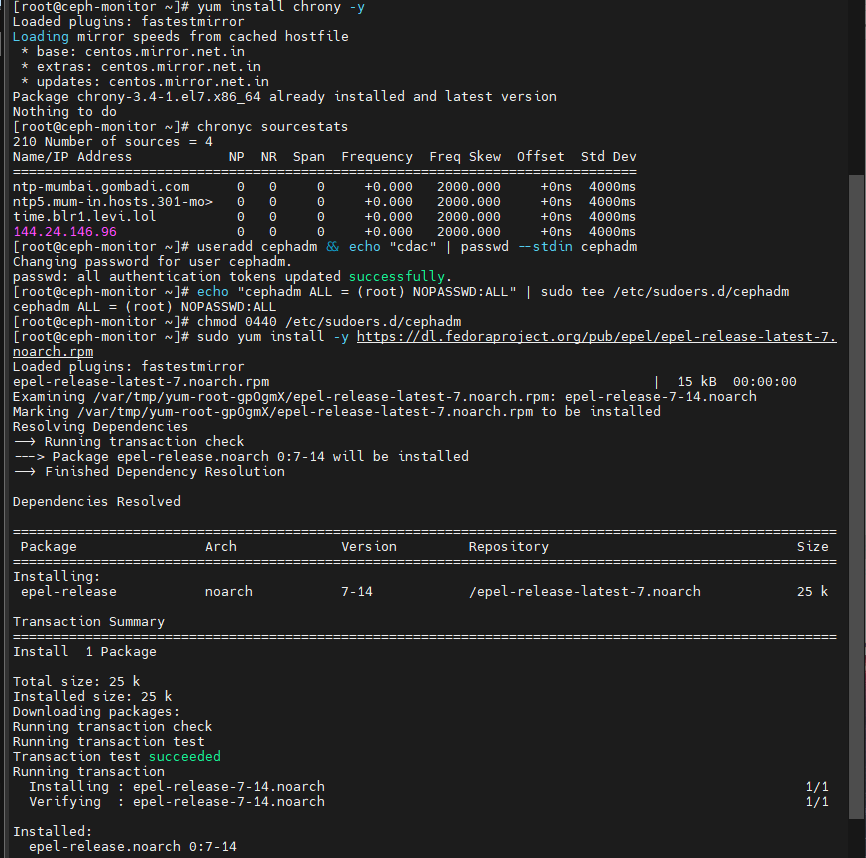 [root@ceph-monitor ~]# yum install chrony -y
Loaded plugins: fastestmirror
Loading mirror speeds from cached hostfile
 * base: centos.mirror.net.in
 * extras: centos.mirror.net.in
 * updates: centos.mirror.net.in
Package chrony-3.4-1.el7.x86_64 already installed and latest version
Nothing to do
[root@ceph-monitor ~]# chronyc sourcestats
210 Number of sources = 4
Name/IP Address            NP  NR  Span  Frequency  Freq Skew  Offset  Std Dev
==============================================================================
ntp-mumbai.gombadi.com      0   0     0     +0.000   2000.000     +0ns  4000ms
ntp5.mum-in.hosts.301-mo>   0   0     0     +0.000   2000.000     +0ns  4000ms
time.blr1.levi.lol          0   0     0     +0.000   2000.000     +0ns  4000ms
144.24.146.96               0   0     0     +0.000   2000.000     +0ns  4000ms
[root@ceph-monitor ~]# useradd cephadm && echo "cdac" | passwd --stdin cephadm
Changing password for user cephadm.
passwd: all authentication tokens updated successfully.
[root@ceph-monitor ~]# echo "cephadm ALL = (root) NOPASSWD:ALL" | sudo tee /etc/sudoers.d/cephadm
cephadm ALL = (root) NOPASSWD:ALL
[root@ceph-monitor ~]# chmod 0440 /etc/sudoers.d/cephadm
[root@ceph-monitor ~]# sudo yum install -y https://dl.fedoraproject.org/pub/epel/epel-release-latest-7.
noarch.rpm
Loaded plugins: fastestmirror
epel-release-latest-7.noarch.rpm                                                |  15 kB  00:00:00
Examining /var/tmp/yum-root-gpOgmX/epel-release-latest-7.noarch.rpm: epel-release-7-14.noarch
Marking /var/tmp/yum-root-gpOgmX/epel-release-latest-7.noarch.rpm to be installed
Resolving Dependencies
--> Running transaction check
---> Package epel-release.noarch 0:7-14 will be installed
--> Finished Dependency Resolution
Dependencies Resolved
=======================================================================================================
 Package                Arch             Version         Repository                               Size
=======================================================================================================
Installing:
 epel-release           noarch           7-14            /epel-release-latest-7.noarch            25 k
Transaction Summary
=======================================================================================================
Install  1 Package
Total size: 25 k
Installed size: 25 k
Downloading packages:
Running transaction check
Running transaction test
Transaction test succeeded
Running transaction
  Installing : epel-release-7-14.noarch                                                            1/1
  Verifying  : epel-release-7-14.noarch                                                            1/1
Installed:
  epel-release.noarch 0:7-14